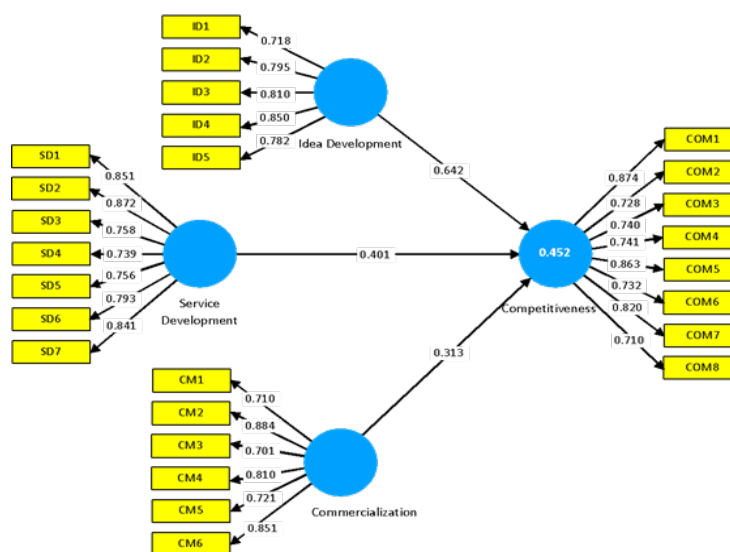 ID1
ID2
ID3
ID4
ID5
0.718
0.795
0.810
0.850
0.782
Idea Development
0.642
SD1
SD2
SD3
SD4
SD5
SD6
SD7
0.851
0.872
0.758
0.739
0.756
0.793
0.841
Service
Development
0.401
CM1
CM2
CM3
CM4
CM5
CM6
0.710
0.884
0.701
0.810
0.721
0.851
Commercialization
0.313
0.452
Competitiveness
0.874
0.728
0.740
0.741
0.863
0.732
0.820
0.710
COM1
COM2
COM3
COM4
COM5
COM6
COM7
COM8